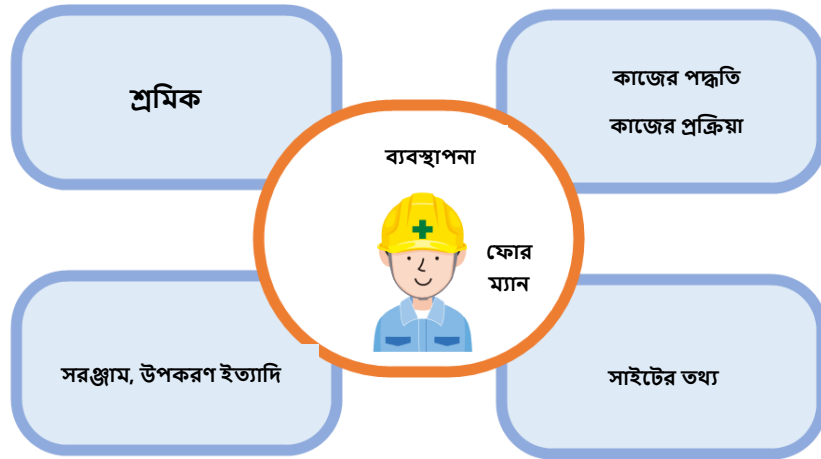 শ্রমিক
কাজের পদ্ধতি
কাজের প্রক্রিয়া
ব্যবস্থাপনা
ফোর
ম্যান
সরঞ্জাম, উপকরণ ইত্যাদি
সাইটের তথ্য